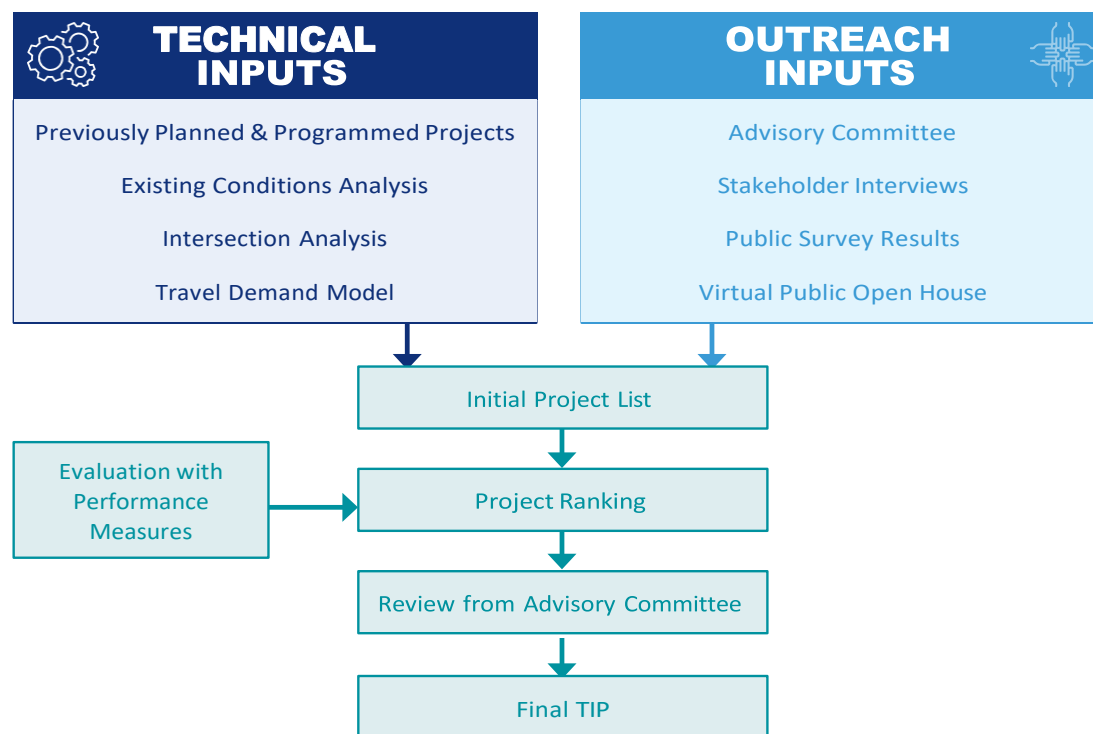 TECHNICAL
INPUTS
Previously Planned & Programmed Projects
Existing Conditions Analysis
Intersection Analysis
Travel Demand Model
OUTREACH
INPUTS
Advisory Committee
Stakeholder Interviews
Public Survey Results
Virtual Public Open House
Initial Project List
Evaluation with
Performance
Measures
Project Ranking
Review from Advisory Committee
Final TIP